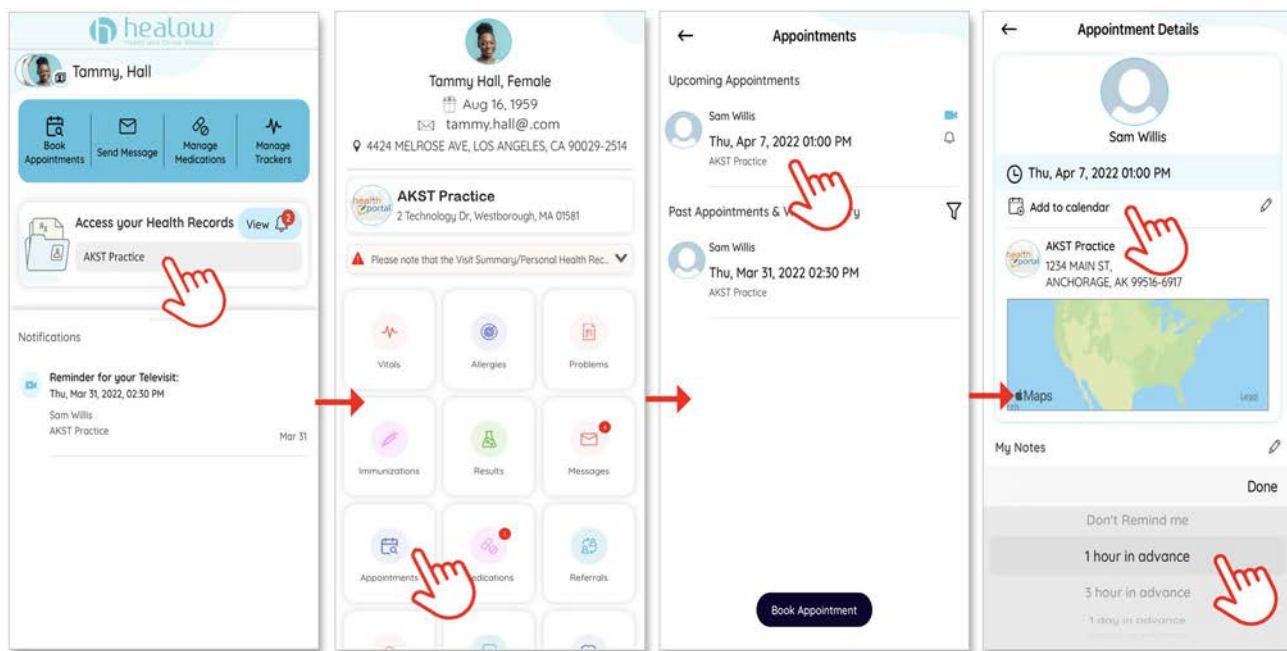 healow
Tammy, Hall
Book
Appointments
Send Message
Manage
Medications
Manage
Trackers
Access your Health Records
View
2
AKST Practice
Notifications
Reminder for your Televisit:
Thu, Mar 31, 2022, 02:30 PM
Sam Willis
AKST Practice
Mar 31
Tammy Hall, Female
Aug 16, 1959
tammy.hall@.com
4424 MELROSE AVE, LOS ANGELES, CA 90029-2514
health
portal
AKST Practice
2 Technology Dr, Westborough, MA 01581
Please note that the Visit Summary/Personal Health Rec..
Vitals
Allergies
Problems
Immunizations
Results
Messages
Appointments
edications
Referrals
Appointments
Upcoming Appointments
Sam Willis
Thu, Apr 7, 2022 01:00 PM
AKST Practice
Past Appointments & V
y
Sam Willis
Thu, Mar 31, 2022 02:30 PM
AKST Practice
Book Appointment
Appointment Details
Sam Willis
Thu, Apr 7, 2022 01:00 PM
Add to calendar
health
portal
AKST Practice
1234 MAIN ST,
ANCHORAGE, AK 99516-6917
Maps
Legal
My Notes
Done
Don't Remind me
1 hour in advance
3 hour in advance
1 day in advance